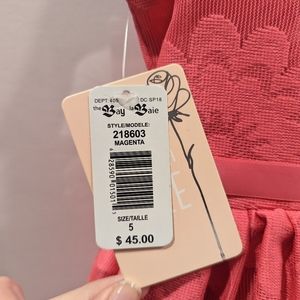 DEPT: 405 DC: SP18
the Bay la Baie
STYLE/MODELE:
218603
MAGENTA
SIZE/TAILLE
5
$ 45.00